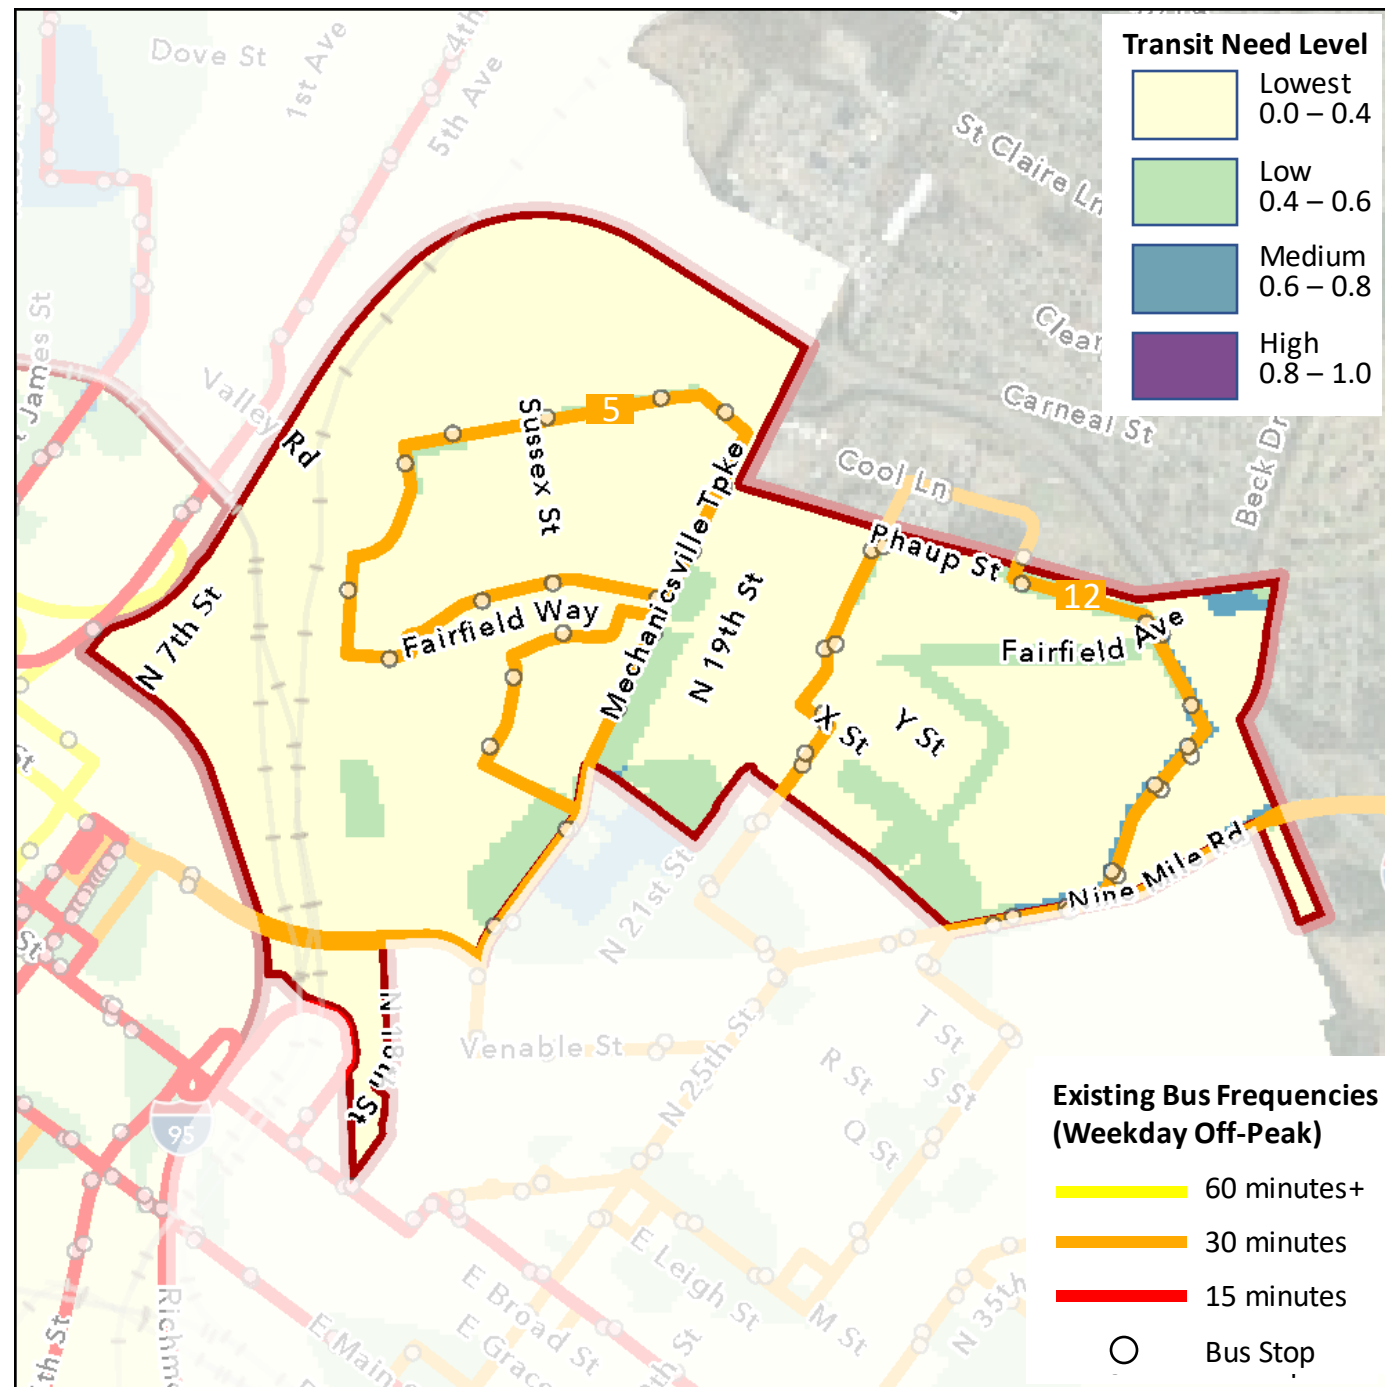 Transit Need Level
Lowest
0.0 – 0.4
Low
0.4 – 0.6
Medium
0.6 – 0.8
High
0.8 – 1.0
Dove St
1st Ave
4th
5th Ave
St Claire Ln
Carneal St
Beck Dr
Cool Ln
James St
Valley Rd
Sussex St
5
Mechanicsville Tpke
Phaup St
12
Fairfield Ave
N 7th St
Fairfield Way
N 19th St
X St
Y St
St
Nine Mile Rd
N 21st St
St
Venable St
N 25th St
T St
R St
S St
Q St
95
E Broad St
E Leigh St
M St
N 35th
E Main
E Grace
Existing Bus Frequencies
(Weekday Off-Peak)
60 minutes+
30 minutes
15 minutes
Bus Stop